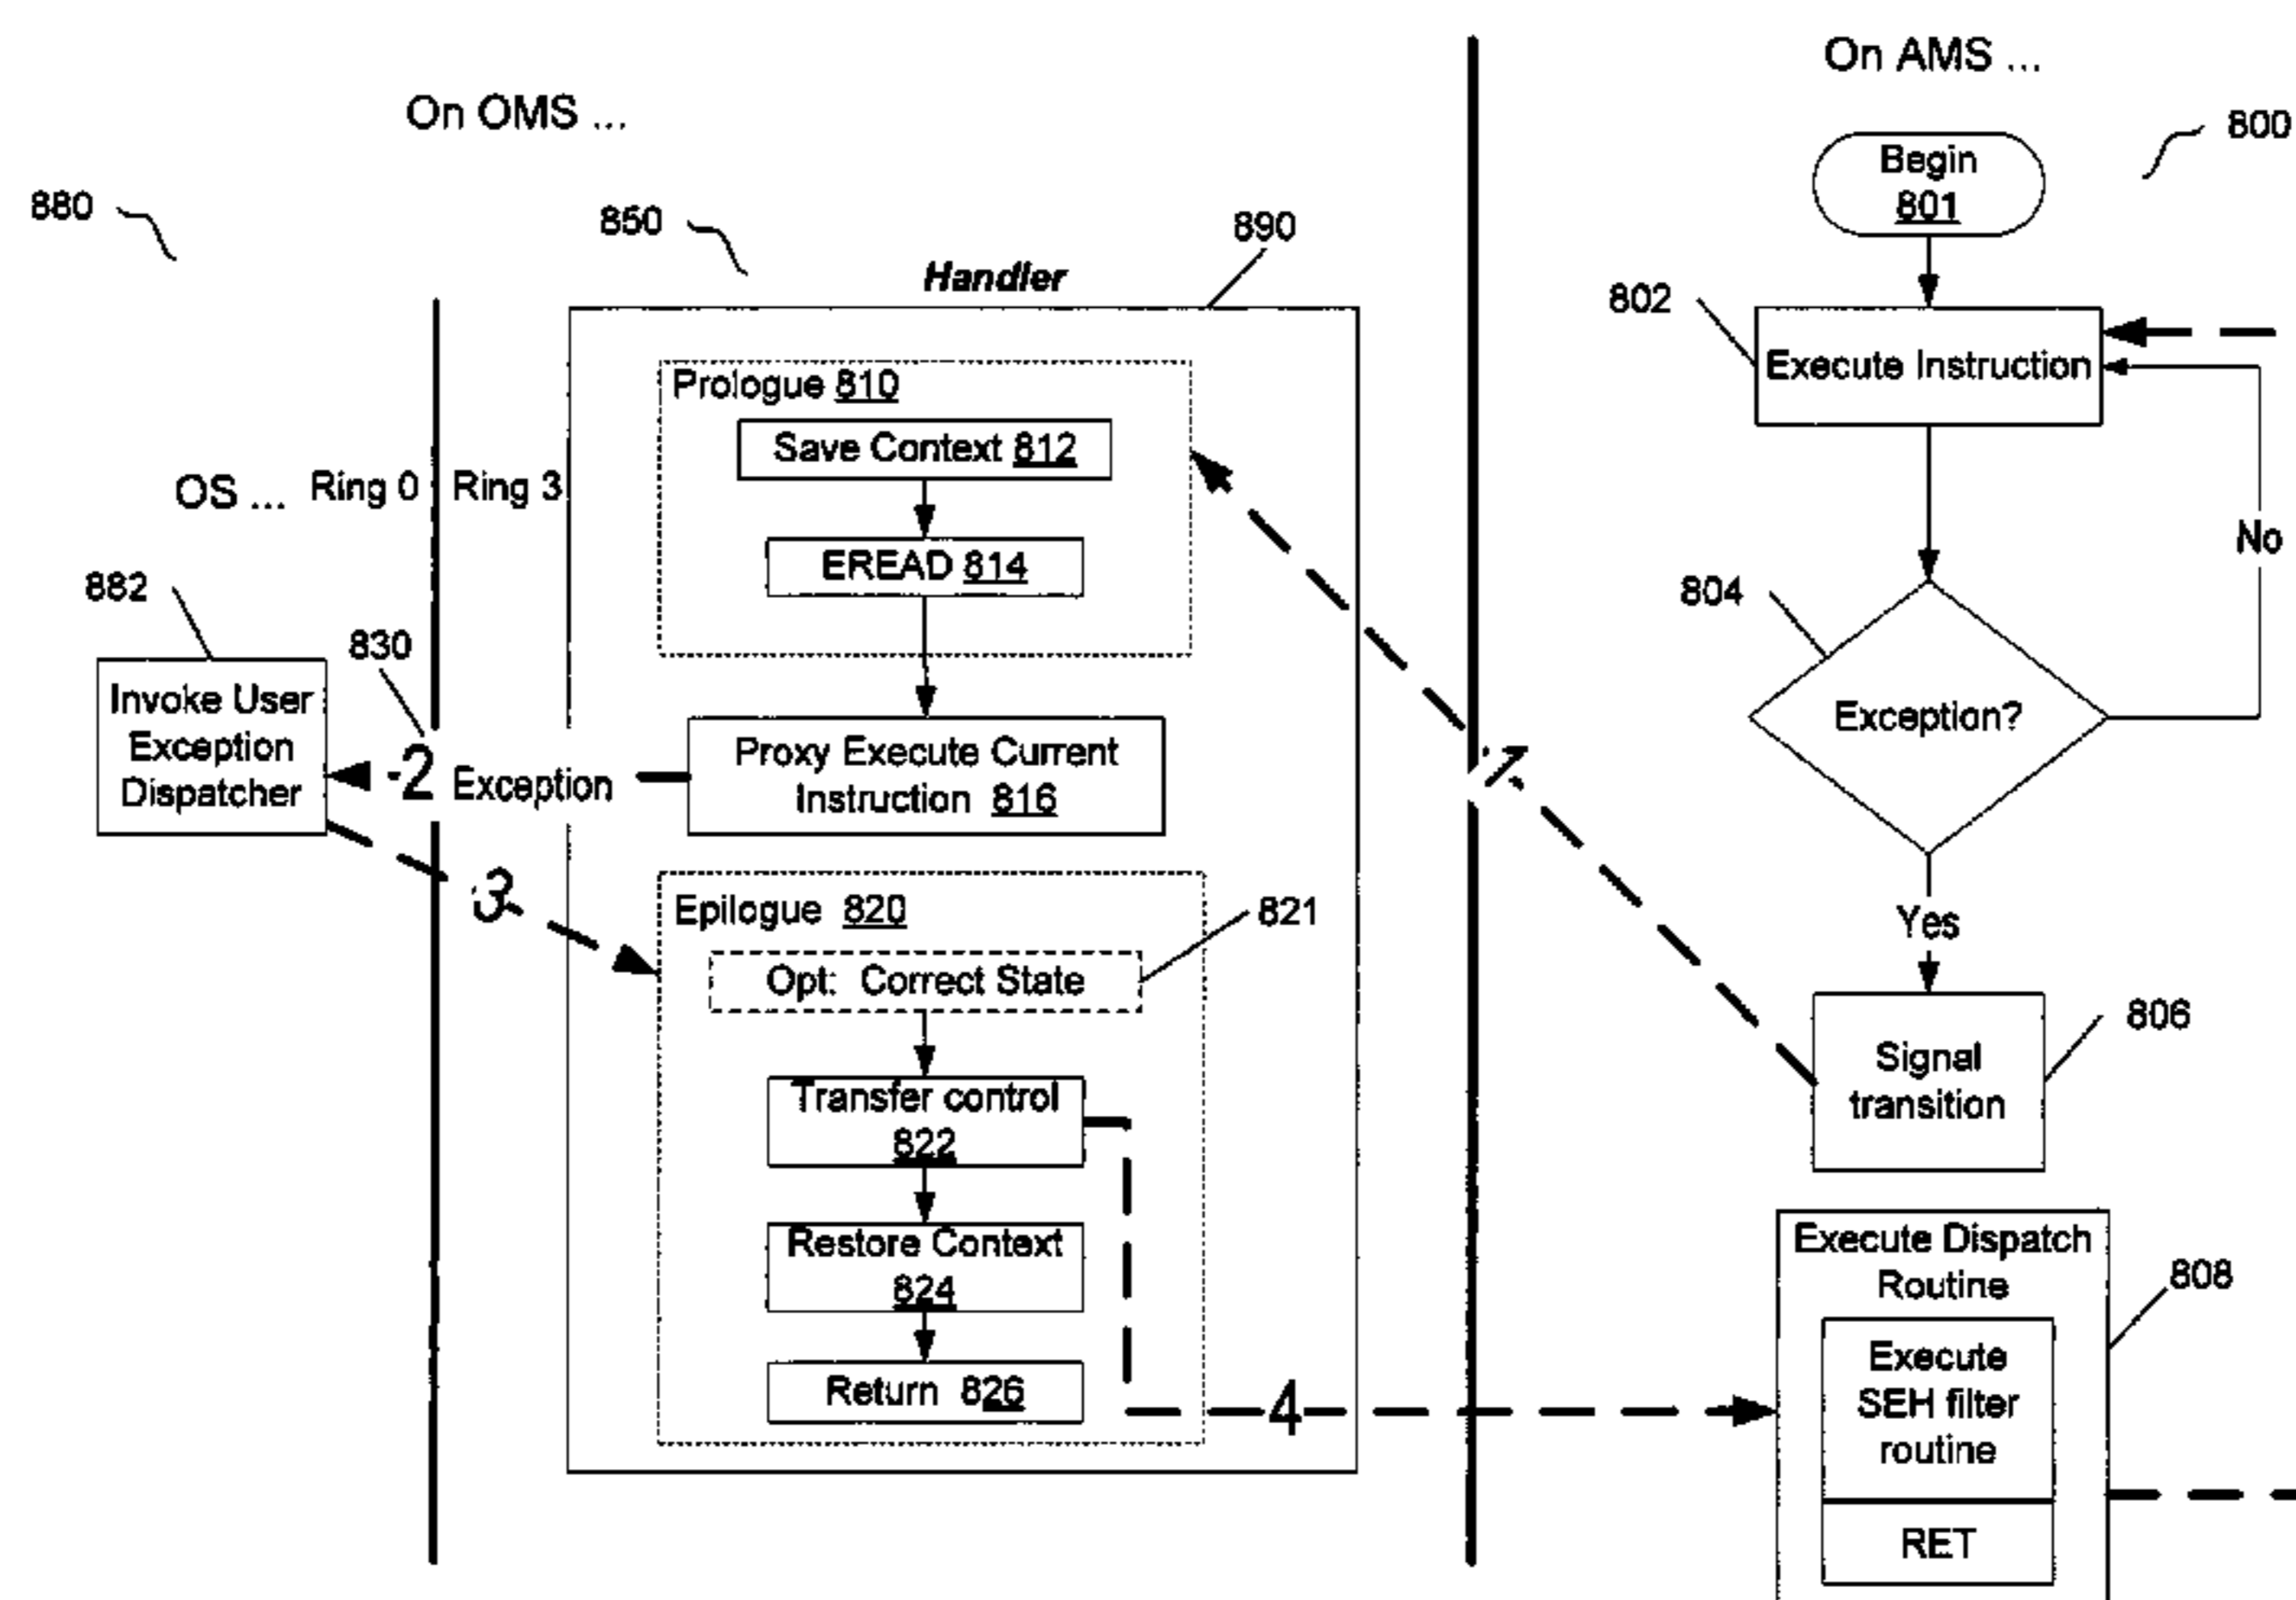 On OMS ...
On AMS ...
880
850
890
800
Handler
Begin
801
802
Execute Instruction
Prologue 810
Save Context 812
EREAD 814
OS ...
Ring 0
Ring 3
No
882
830
804
Exception?
Invoke User
Exception
Dispatcher
2
Exception
Proxy Execute Current
Instruction 816
1
3
Yes
Epilogue 820
821
Opt: Correct State
806
Signal
transition
Transfer control
822
Restore Context
824
Return 826
4
Execute Dispatch
Routine
808
Execute
SEH filter
routine
RET